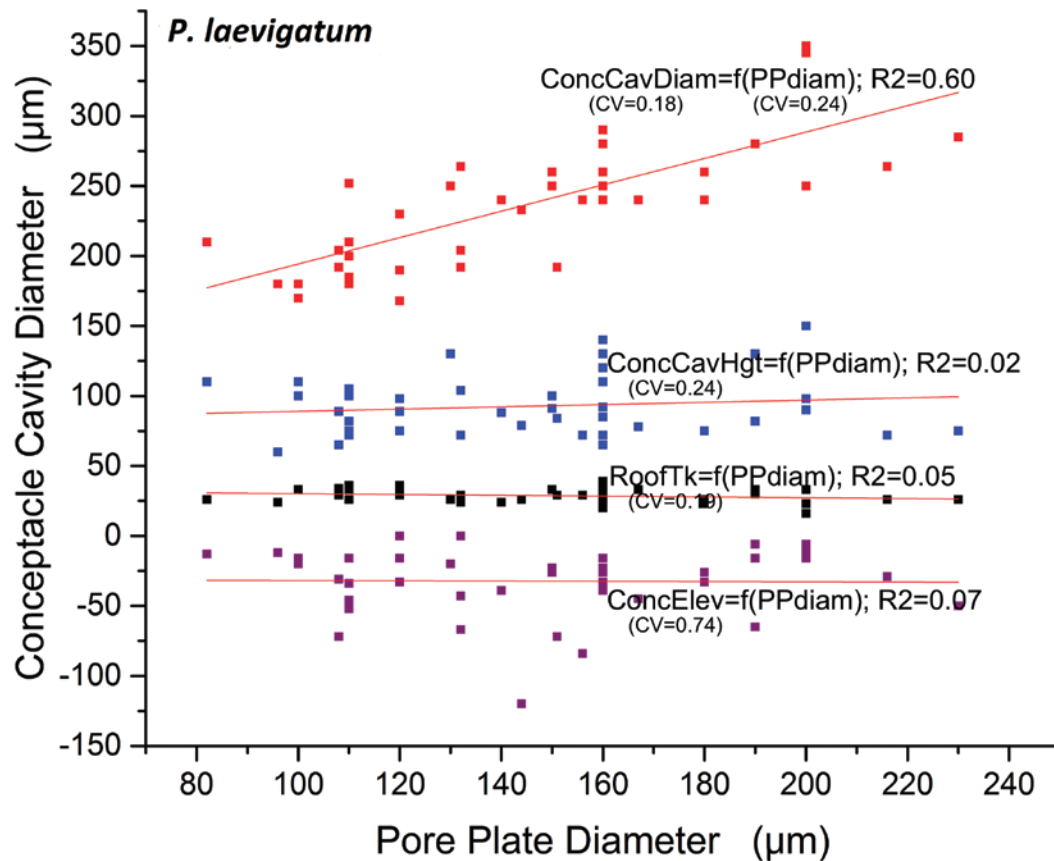 P. laevigatum
ConcCavDiam=f(PPdiam); R2=0.60
(CV=0.18) (CV=0.24)
ConcCavHgt=f(PPdiam); R2=0.02
(CV=0.24)
RoofTk=f(PPdiam); R2=0.05
(CV=0.19)
ConcElev=f(PPdiam); R2=0.07
(CV=0.74)
Conceptacle Cavity Diameter (µm)
350
300
250
200
150
100
50
0
-50
-100
-150
80 100 120 140 160 180 200 220 240
Pore Plate Diameter (µm)